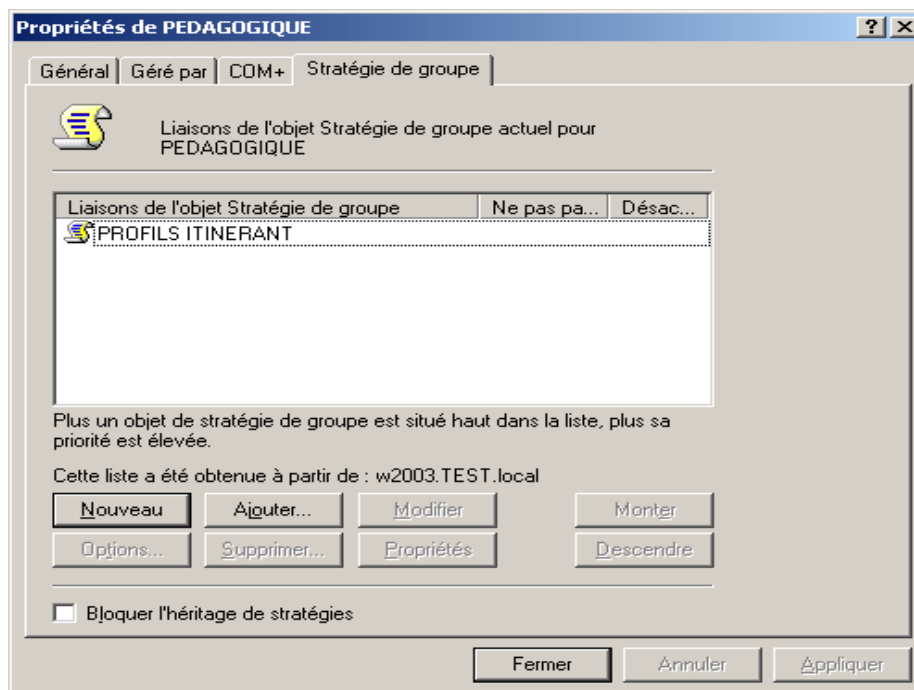 Propriétés de PEDAGOGIQUE
Général Géré par COM+ Stratégie de groupe
Liaisons de l'objet Stratégie de groupe actuel pour
PEDAGOGIQUE
Liaisons de l'objet Stratégie de groupe Ne pas pa... Désac...
PROFILS ITINERANT
Plus un objet de stratégie de groupe est situé haut dans la liste, plus sa
priorité est élevée.
Cette liste a été obtenue à partir de : w2003.TEST.local
Nouveau Ajouter... Modifier Monter
Options... Supprimer... Propriétés Descendre
Bloquer l'héritage de stratégies
Fermer Annuler Appliquer